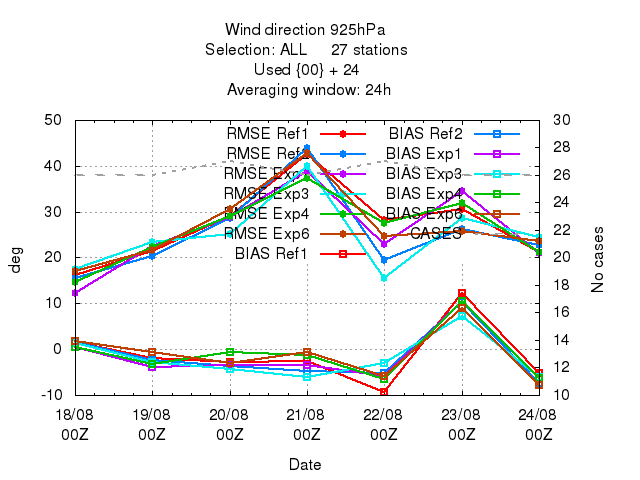 Wind direction 925hPa
Selection: ALL 27 stations
Used {00} + 24
Averaging window: 24h
50 30
RMSE Ref1 BIAS Ref2
28
RMSE Ref2 BIAS Exp1
40 26
RMSE Exp1 BIAS Exp3
RMSE Exp3 BIAS Exp4
24
RMSE Exp4 BIAS Exp6
30 22
RMSE Exp6 CASES
BIAS Ref1
20 20
18
10 16
14
0 12
-10 10
deg
No cases
18/08 19/08 20/08 21/08 22/08 23/08 24/08
00Z 00Z 00Z 00Z 00Z 00Z 00Z
Date